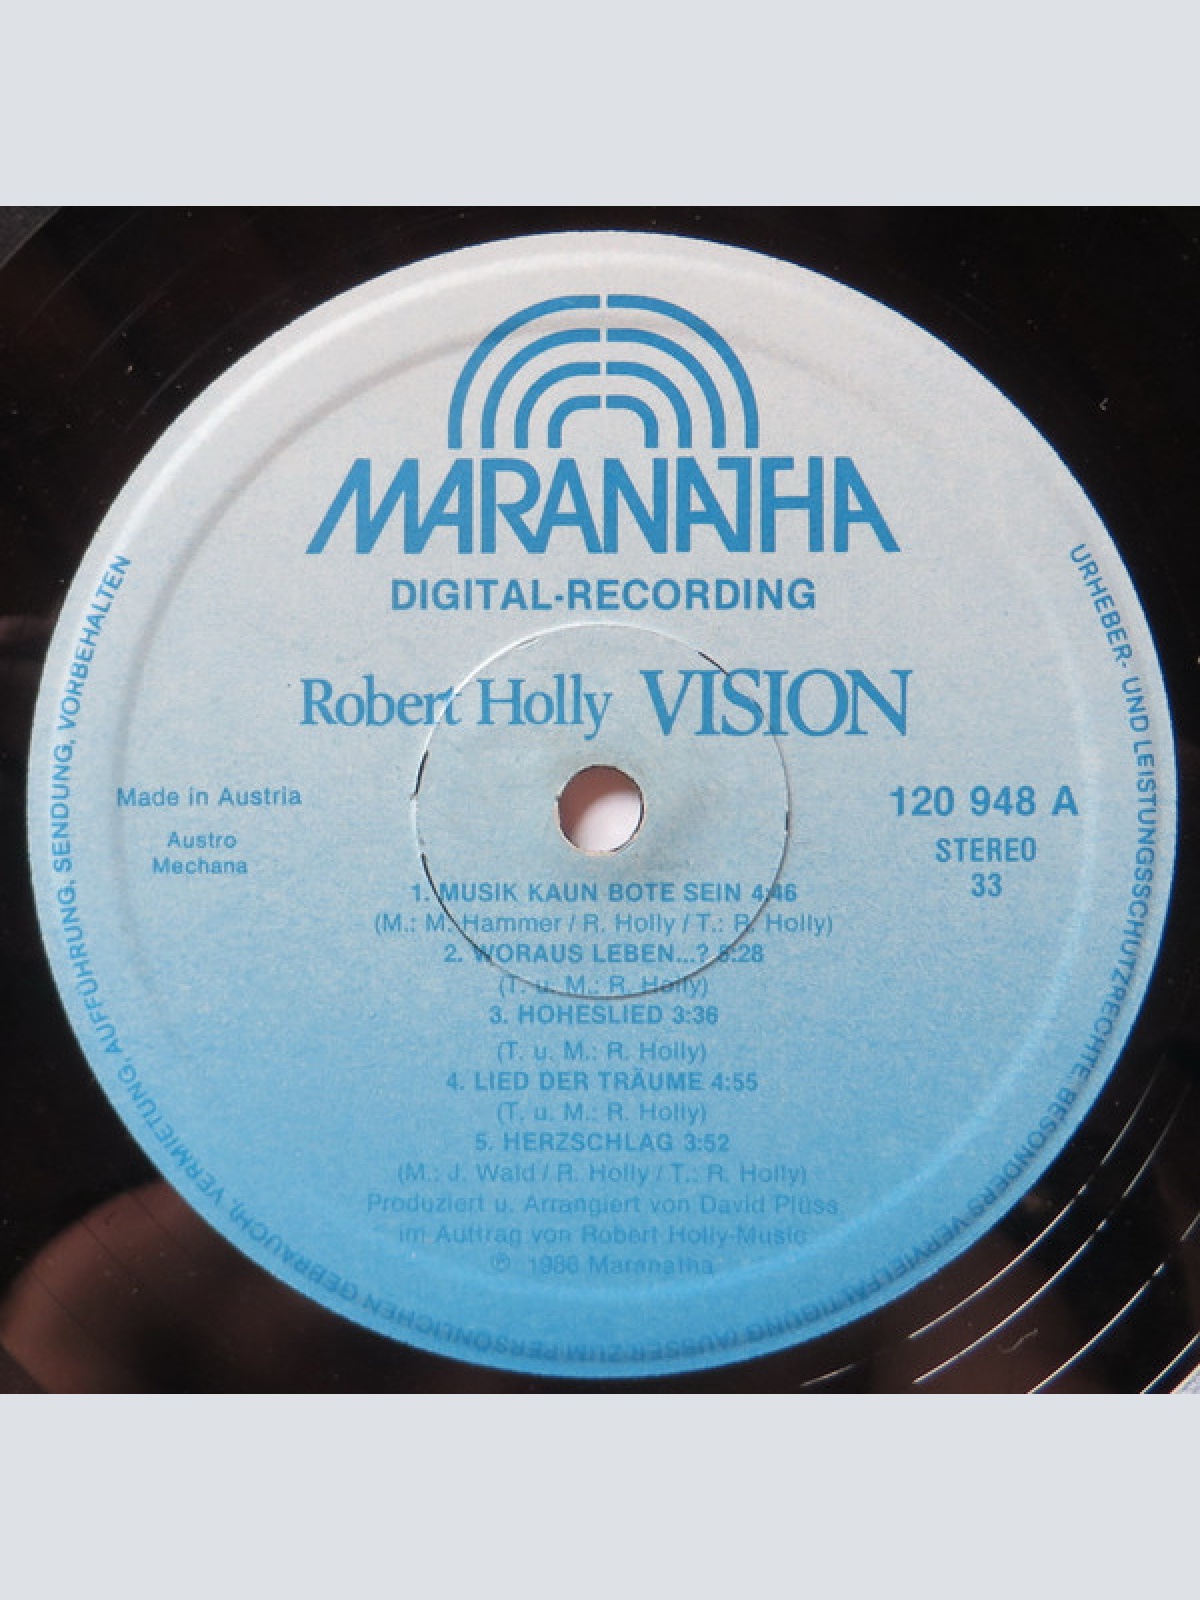 MARANATHA
DIGITAL-RECORDING
Robert Holly VISION
Made in Austria
Austro
Mechana
120 948 A
STEREO
33
1. MUSIK KAUN BOTE SEIN 4:46
(M.: M. Hammer / R. Holly / T.: R. Holly)
2. WORAUS LEBEN...? 5:28
(T. u. M.: R. Holly)
3. HOHESLIED 3:36
(T. u. M.: R. Holly)
4. LIED DER TRÄUME 4:55
(T. u. M.: R. Holly)
5. HERZSCHLAG 3:52
(M.: J. Wald / R. Holly / T.: R. Holly)
Produziert u. Arrangiert von David Plüss
im Auftrag von Robert Holly-Music
℗ 1986 Maranatha
URHEBER- UND LEISTUNGSSCHUTZRECHTE, BESONDERS VERVIELFÄLTIGUNG (AUSSER ZUM PERSÖNLICHEN GEBRAUCH), VERMIETUNG, AUFFÜHRUNG, SENDUNG, VORBEHALTEN